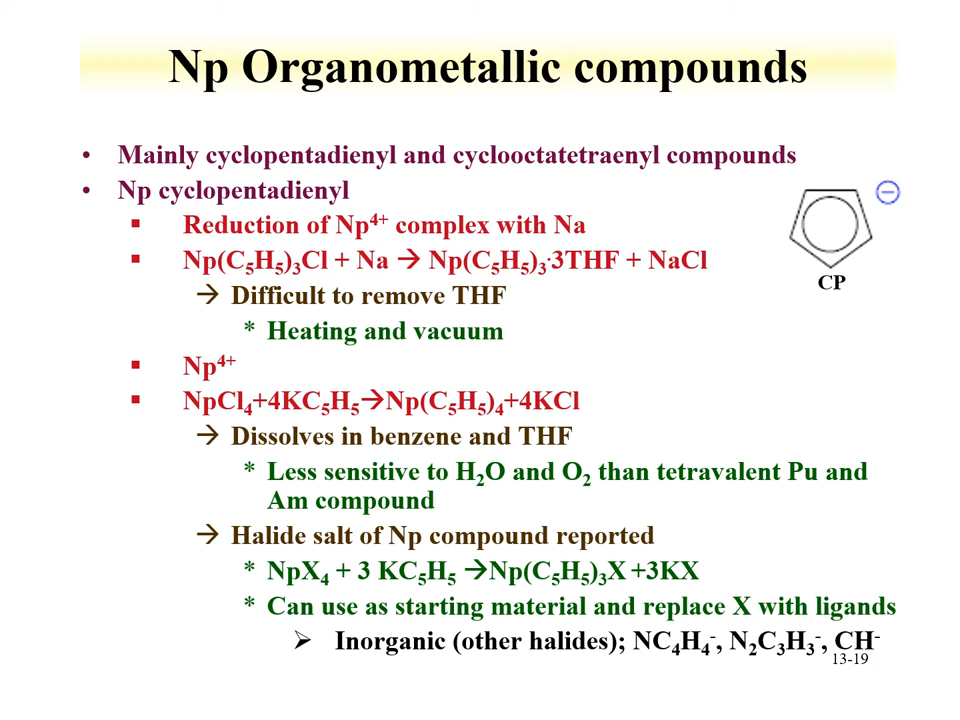 Np Organometallic compounds
• Mainly cyclopentadienyl and cyclooctatetraenyl compounds
• Np cyclopentadienyl
▪ Reduction of Np⁴⁺ complex with Na
▪ Np(C₅H₅)₃Cl + Na → Np(C₅H₅)₃·3THF + NaCl
→ Difficult to remove THF
* Heating and vacuum
▪ Np⁴⁺
▪ NpCl₄+4KC₅H₅→Np(C₅H₅)₄+4KCl
→ Dissolves in benzene and THF
* Less sensitive to H₂O and O₂ than tetravalent Pu and
Am compound
→ Halide salt of Np compound reported
* NpX₄ + 3 KC₅H₅ →Np(C₅H₅)₃X +3KX
* Can use as starting material and replace X with ligands
➢ Inorganic (other halides); NC₄H₄⁻, N₂C₃H₃⁻, CH⁻
−
CP
13-19